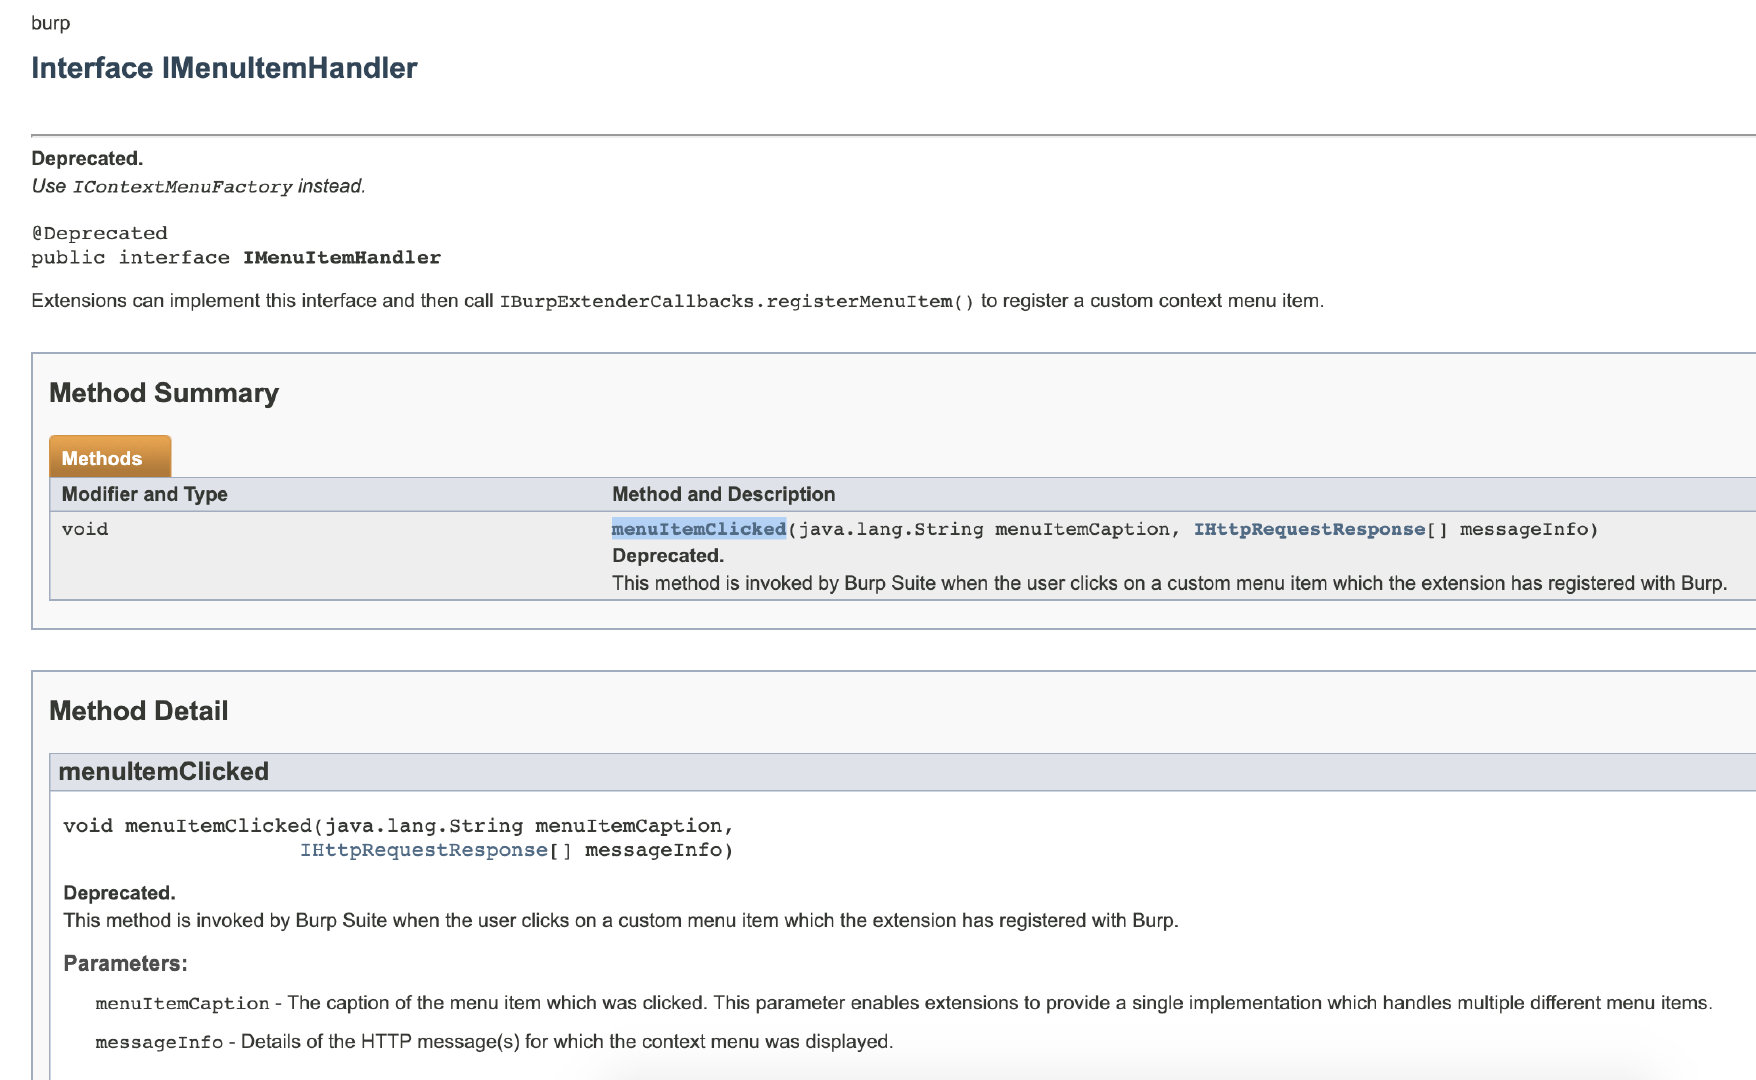 burp
Interface IMenuItemHandler
Deprecated.
Use IContextMenuFactory instead.
@Deprecated
public interface IMenuItemHandler
Extensions can implement this interface and then call IBurpExtenderCallbacks.registerMenuItem() to register a custom context menu item.
Method Summary
Methods
Modifier and Type Method and Description
void menuItemClicked(java.lang.String menuItemCaption, IHttpRequestResponse[] messageInfo)
Deprecated.
This method is invoked by Burp Suite when the user clicks on a custom menu item which the extension has registered with Burp.
Method Detail
menuItemClicked
void menuItemClicked(java.lang.String menuItemCaption,
IHttpRequestResponse[] messageInfo)
Deprecated.
This method is invoked by Burp Suite when the user clicks on a custom menu item which the extension has registered with Burp.
Parameters:
menuItemCaption - The caption of the menu item which was clicked. This parameter enables extensions to provide a single implementation which handles multiple different menu items.
messageInfo - Details of the HTTP message(s) for which the context menu was displayed.